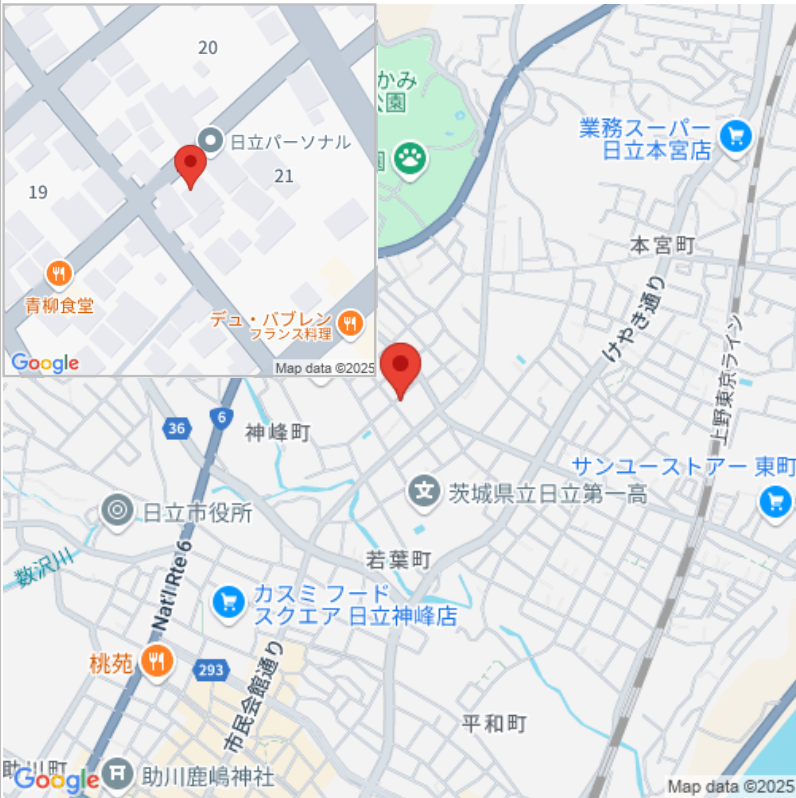 20
日立パーソナル
21
19
青柳食堂
デュ・バブレン
フランス料理
Google
Map data ©2025
かみ
公園
園
業務スーパー
日立本宮店
本宮町
けやき通り
上野東京ライン
6
36
神峰町
サンユーストアー 東町
茨城県立日立第一高
日立市役所
若葉町
数沢川
Nat'l Rte 6
カスミ フード
スクエア 日立神峰店
桃苑
293
市民会館通り
平和町
助川町
助川鹿嶋神社
Google
Map data ©2025